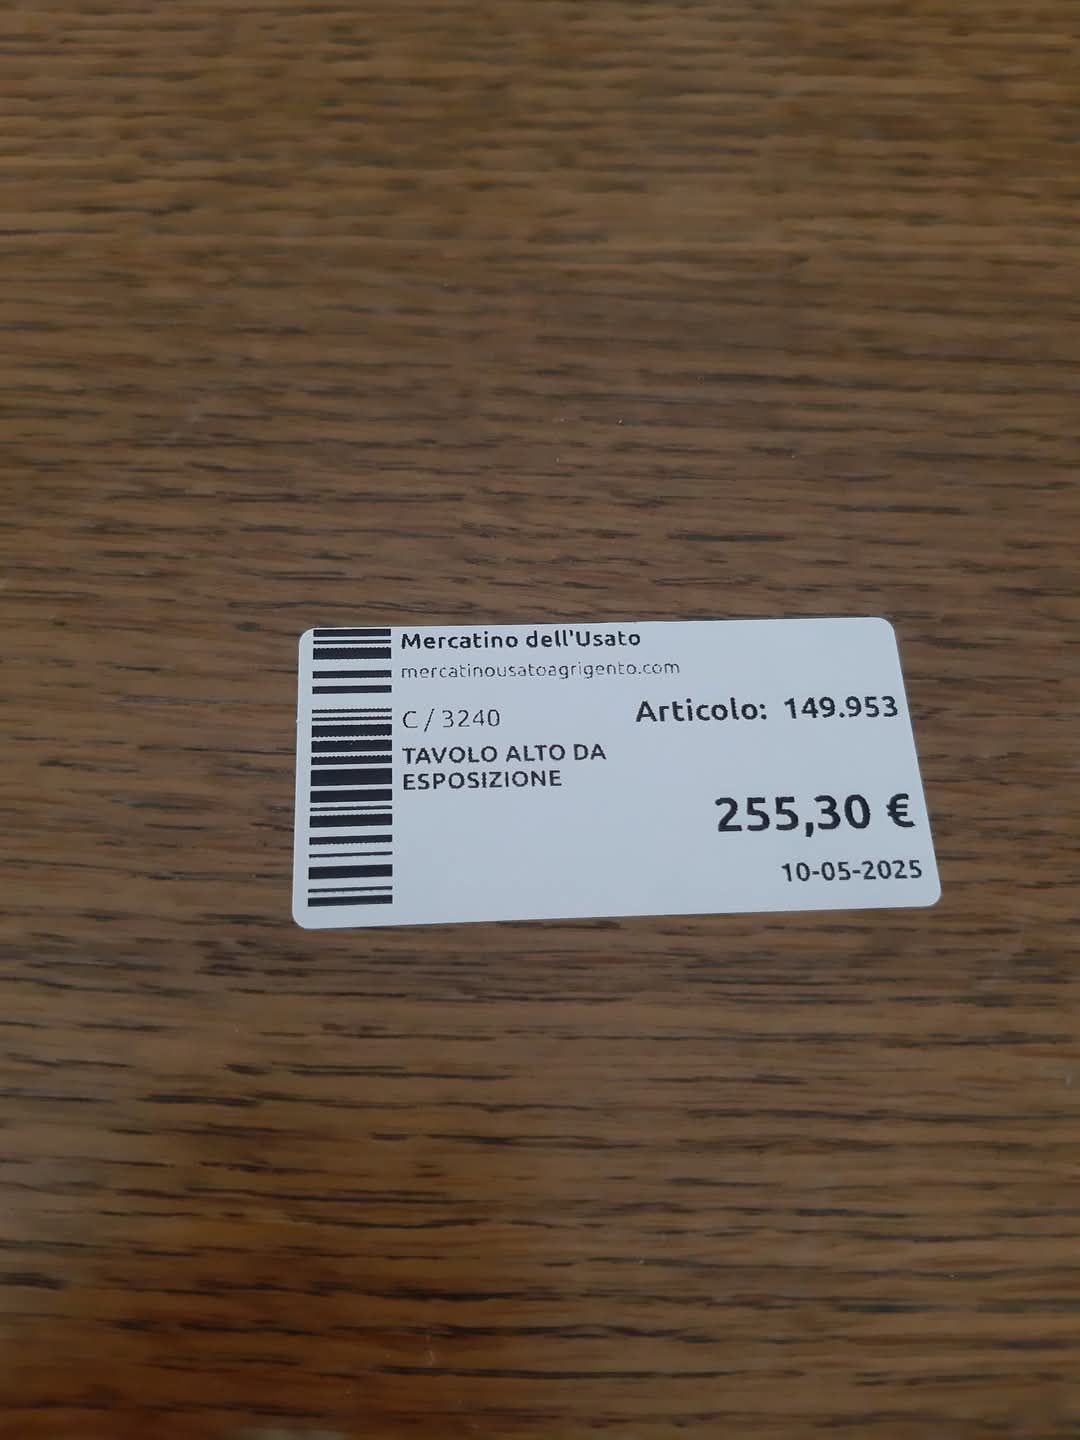 Mercatino dell'Usato
mercatinousatoagrigento.com
C / 3240
Articolo: 149.953
TAVOLO ALTO DA
ESPOSIZIONE
255,30 €
10-05-2025